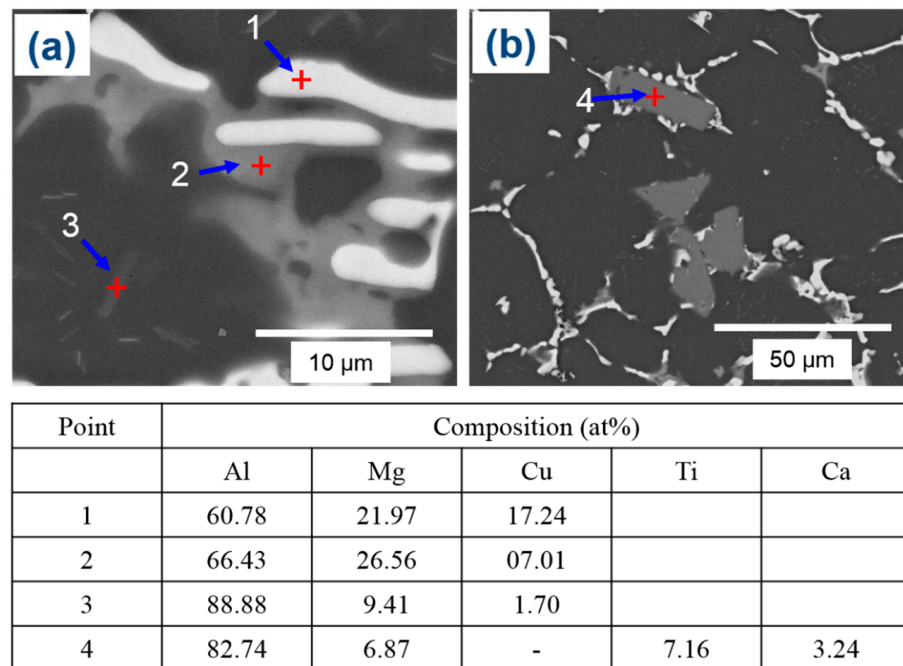 (a)
1
2
3
10 µm
(b)
4
50 µm
Point Composition (at%)
Al Mg Cu Ti Ca
1 60.78 21.97 17.24
2 66.43 26.56 07.01
3 88.88 9.41 1.70
4 82.74 6.87 - 7.16 3.24